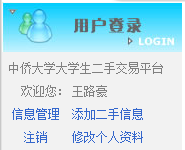 用户登录
LOGIN
中侨大学大学生二手交易平台
欢迎您: 王路豪
信息管理 添加二手信息
注销 修改个人资料